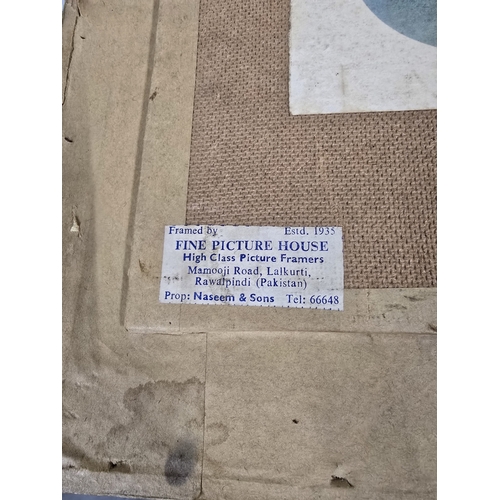 Framed by Estd. 1935
FINE PICTURE HOUSE
High Class Picture Framers
Mamooji Road, Lalkurti,
Rawalpindi (Pakistan)
Prop: Naseem & Sons Tel: 66648